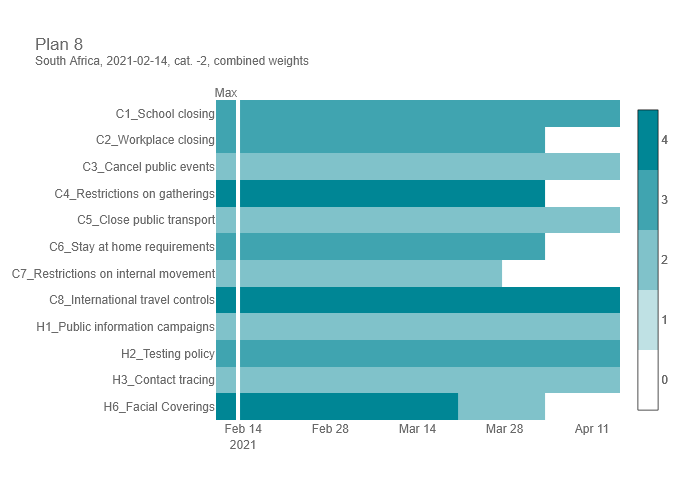 Plan 8
South Africa, 2021-02-14, cat. -2, combined weights
Max
C1_School closing
C2_Workplace closing
C3_Cancel public events
C4_Restrictions on gatherings
C5_Close public transport
C6_Stay at home requirements
C7_Restrictions on internal movement
C8_International travel controls
H1_Public information campaigns
H2_Testing policy
H3_Contact tracing
H6_Facial Coverings
Feb 14 Feb 28 Mar 14 Mar 28 Apr 11
2021
4
3
2
1
0